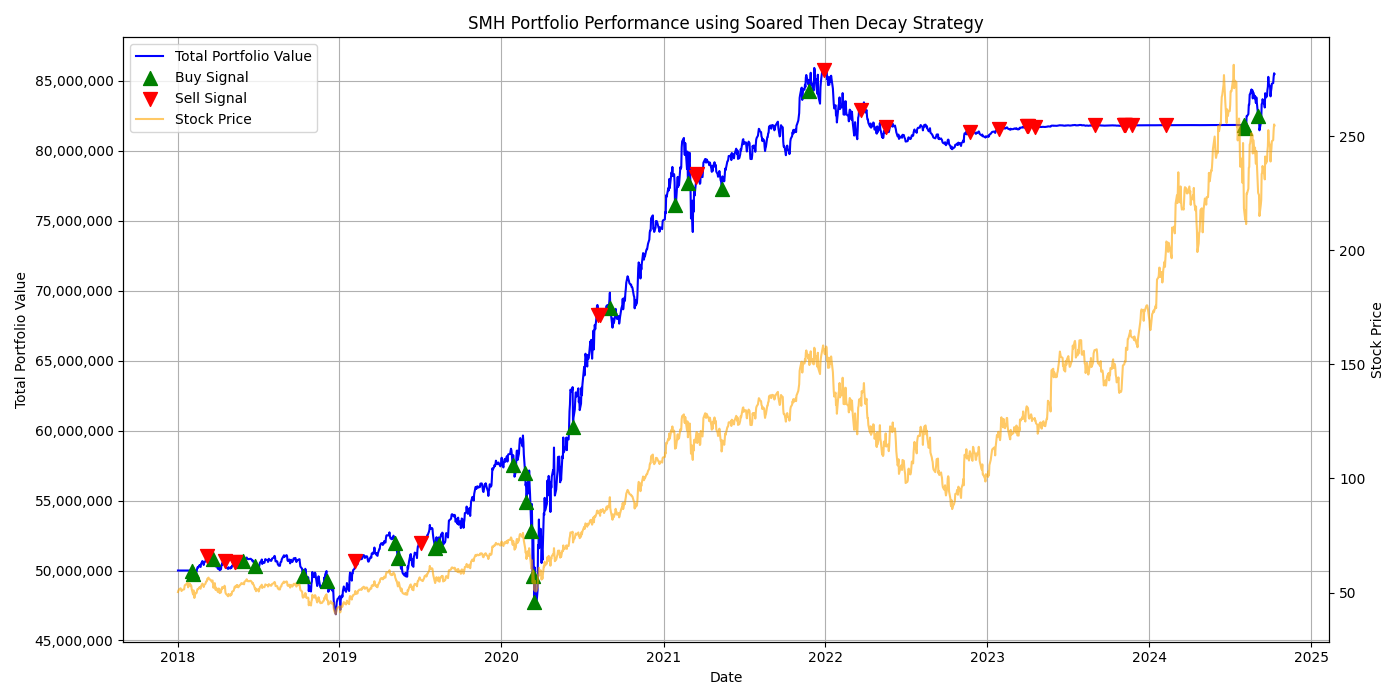 SMH Portfolio Performance using Soared Then Decay Strategy
Total Portfolio Value
Buy Signal
Sell Signal
Stock Price
85,000,000
80,000,000
75,000,000
70,000,000
65,000,000
60,000,000
55,000,000
50,000,000
45,000,000
Total Portfolio Value
250
200
150
100
50
Stock Price
2018
2019
2020
2021
2022
2023
2024
2025
Date